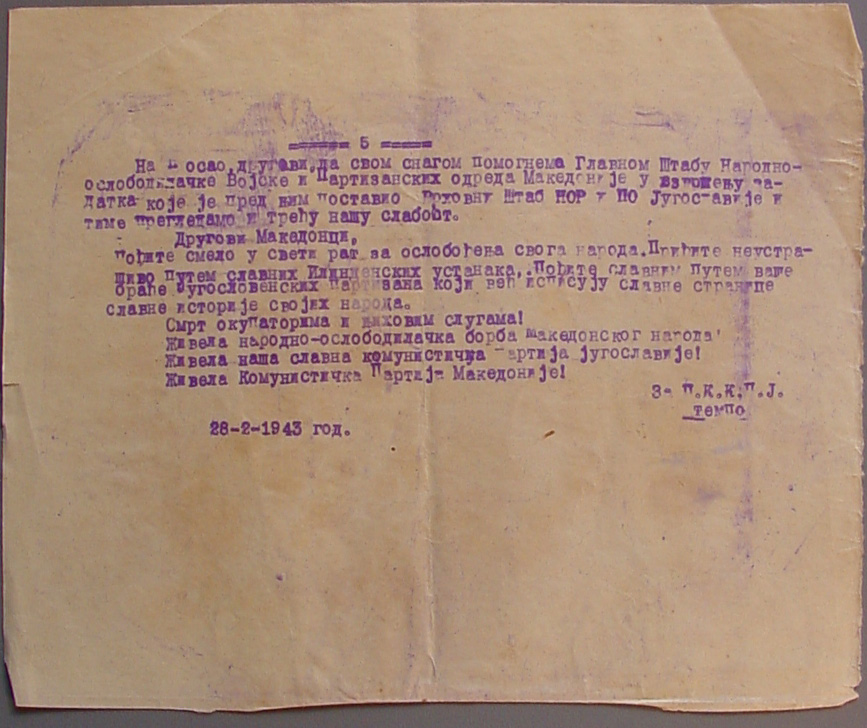 ===== 5 =====
На посао, другови, да свом снагом помогнема Главном Штабу Народно-
ослободилачке Војске и Партизанских одреда Македоније у извршењу за-
датка које је пред њим поставио Врховни Штаб НОР и ПО Југославије и
тиме прегледамо и трећу нашу слабост.
Другови Македонци,
Пођите смело у свети рат за ослобођења свога народа. Приђите неустра-
шиво путем славних Илинденских устанака,. Пођите славним путем ваше
браће Југословенских Партизана који већ исписују славне странице
славне историје својих народа.
Смрт окупаторима и њиховим слугама!
Живела народно-ослободилачка борба македонског народа!
Живела наша славна комунистичка партија југославије!
Живела Комунистичка Партија Македоније!
За П.К.К.П.Ј.
темпо
28-2-1943 год.